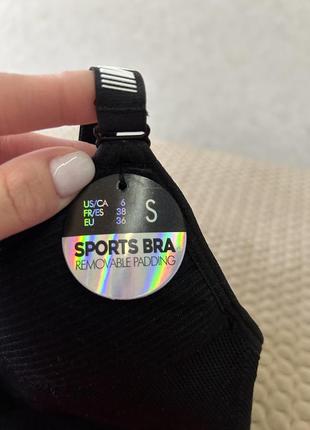 US/CA 6
FR/ES 38
EU 36
S
SPORTS BRA
REMOVABLE PADDING